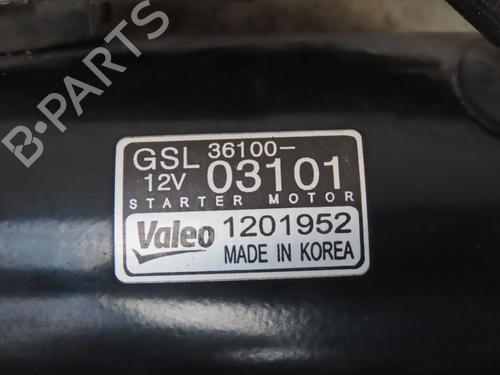 GSL 36100-
12V 03101
STARTER MOTOR
Valeo 1201952
MADE IN KOREA
B-PARTS